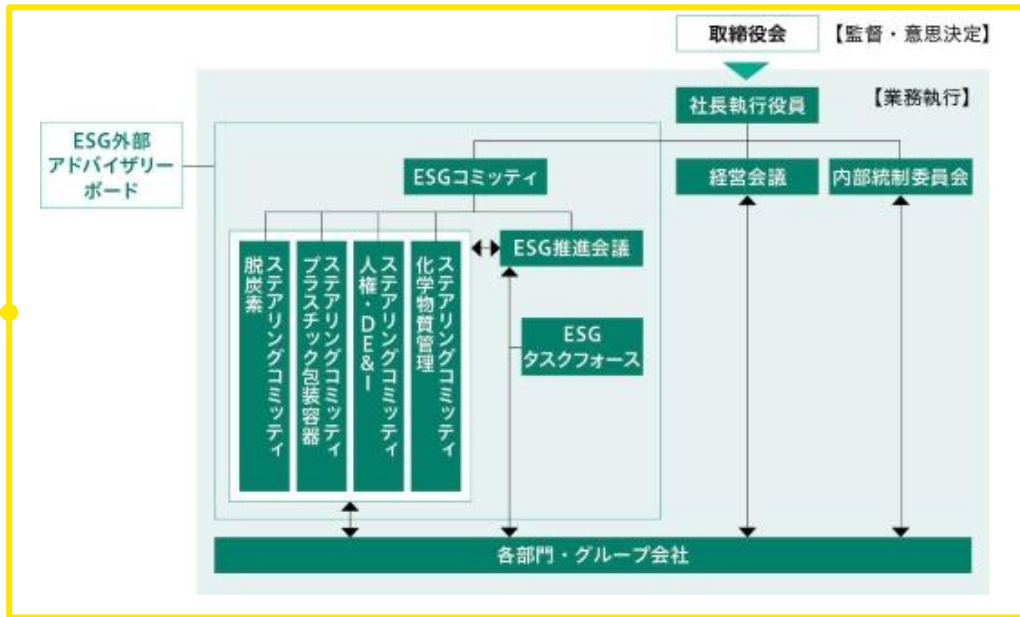 取締役会
【監督・意思決定】
社長執行役員
【業務執行】
ESG外部
アドバイザリー
ボード
ESGコミッティ
経営会議
内部統制委員会
ESG推進会議
脱炭素
ステアリングコミッティ
プラスチック包装容器
ステアリングコミッティ
人権・DE&I
ステアリングコミッティ
化学物質管理
ステアリングコミッティ
ESG
タスクフォース
各部門・グループ会社